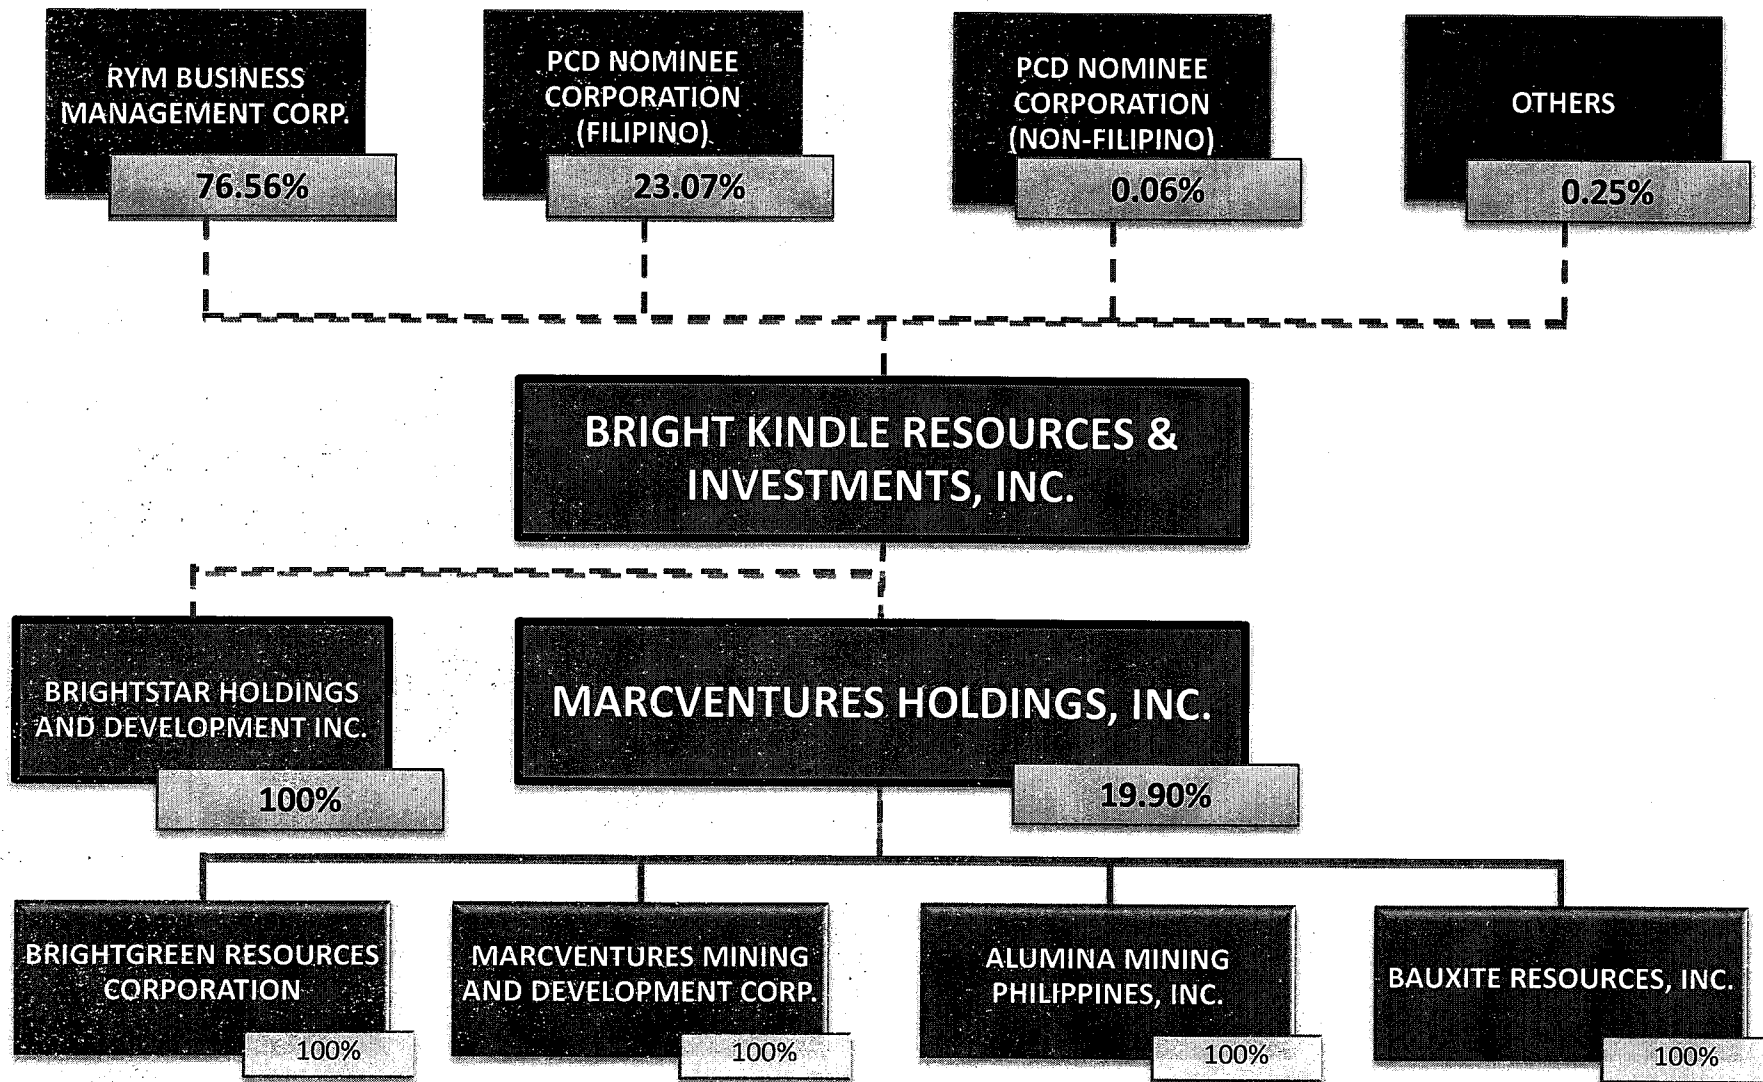 RYM BUSINESS
MANAGEMENT CORP.
76.56%
PCD NOMINEE
CORPORATION
(FILIPINO)
23.07%
PCD NOMINEE
CORPORATION
(NON-FILIPINO)
0.06%
OTHERS
0.25%
BRIGHT KINDLE RESOURCES &
INVESTMENTS, INC.
BRIGHTSTAR HOLDINGS
AND DEVELOPMENT INC.
100%
MARCVENTURES HOLDINGS, INC.
19.90%
BRIGHTGREEN RESOURCES
CORPORATION
100%
MARCVENTURES MINING
AND DEVELOPMENT CORP.
100%
ALUMINA MINING
PHILIPPINES, INC.
100%
BAUXITE RESOURCES, INC.
100%